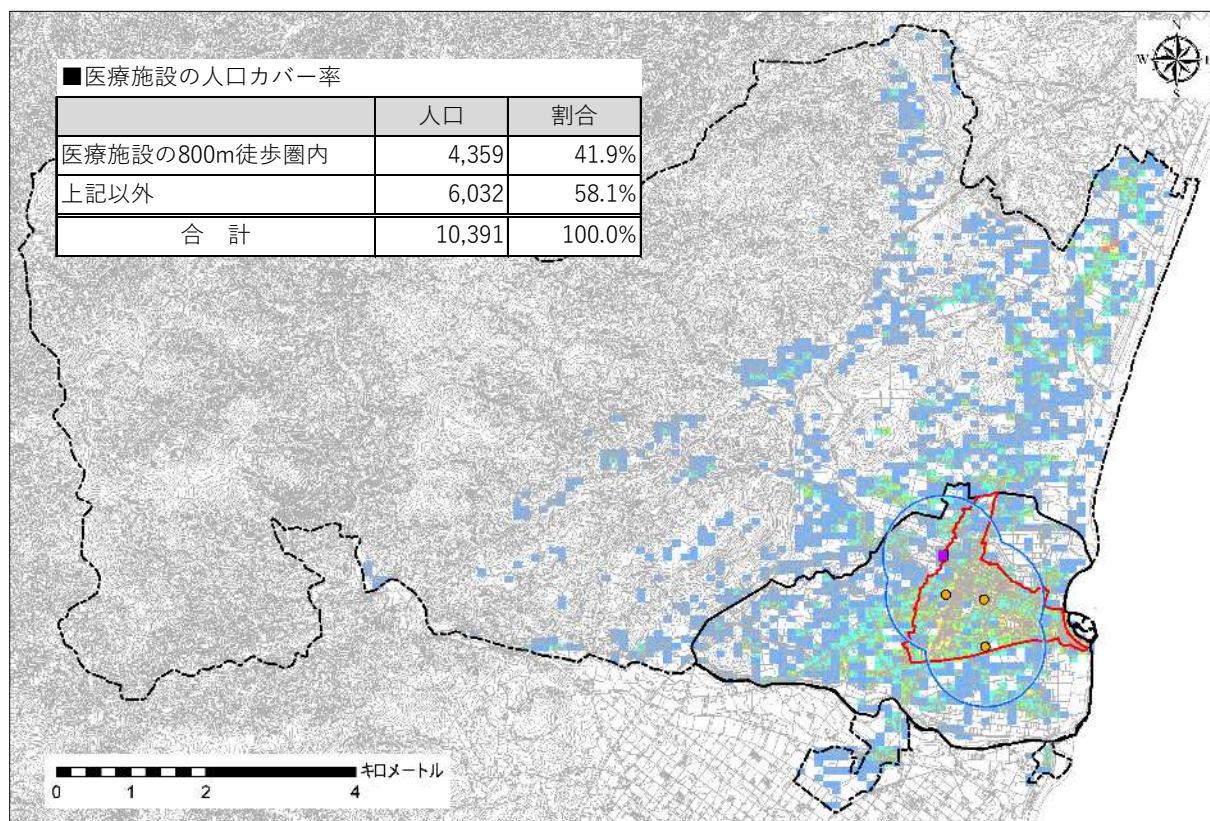 ■医療施設の人口カバー率
人口 割合
医療施設の800m徒歩圏内 4,359 41.9%
上記以外 6,032 58.1%
合 計 10,391 100.0%
N
W E
S
キロメートル
0 1 2 4